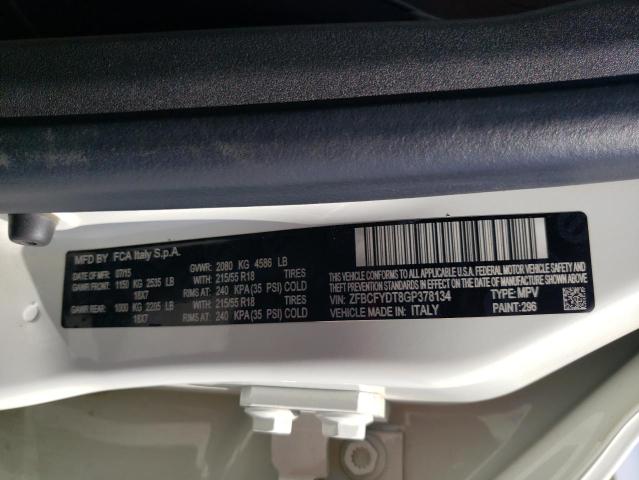 MFD BY FCA Italy S.p.A.
DATE OF MFD: 07/15 GVWR: 2080 KG 4586 LB
GAWR FRONT: 1150 KG 2535 LB WITH 215/55 R18 TIRES
18X7 RIMS AT: 240 KPA (35 PSI) COLD
GAWR REAR: 1000 KG 2205 LB WITH 215/55 R18 TIRES
18X7 RIMS AT: 240 KPA (35 PSI) COLD
THIS VEHICLE CONFORMS TO ALL APPLICABLE U.S. FEDERAL MOTOR VEHICLE SAFETY, BUMPER, AND THEFT
PREVENTION STANDARDS IN EFFECT ON THE DATE OF MANUFACTURE SHOWN ABOVE.
VIN: ZFBCFYDT8GP378134 TYPE: MPV
VEHICLE MADE IN: ITALY PAINT: 296